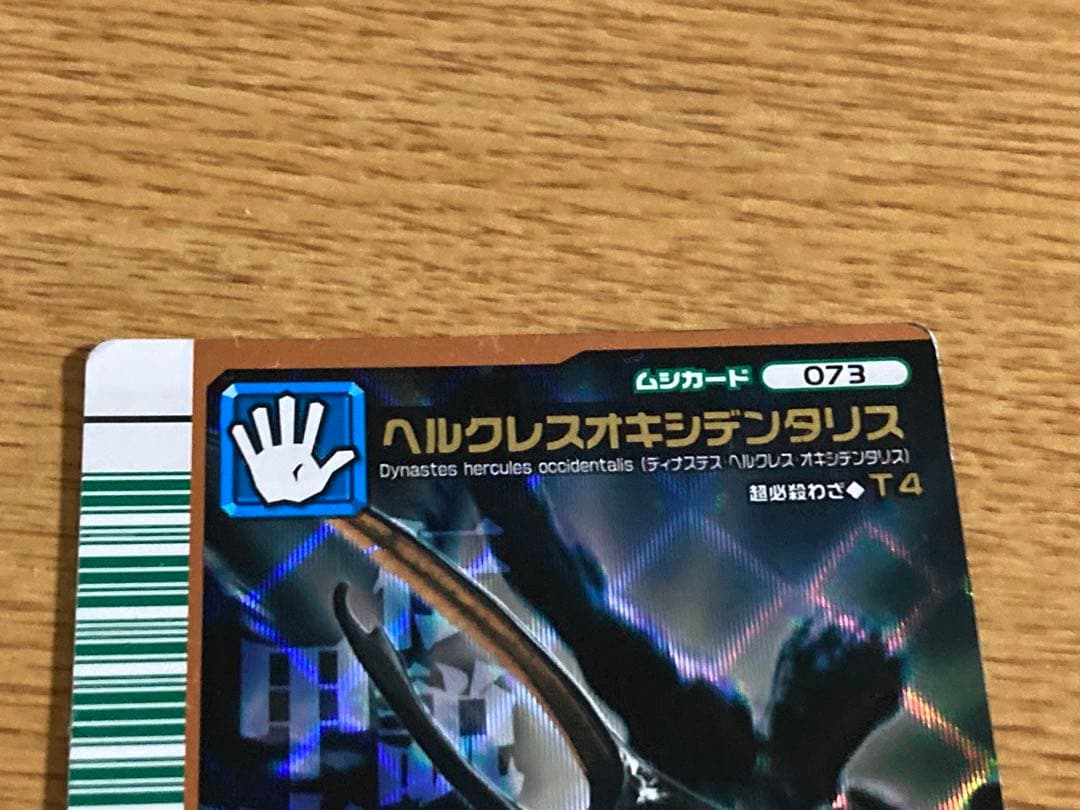 ムシカード 073
ヘルクレスオキシデンタリス
Dynastes hercules occidentalis (ディナステス・ヘルクレス・オキシデンタリス)
超必殺わざ◆T4